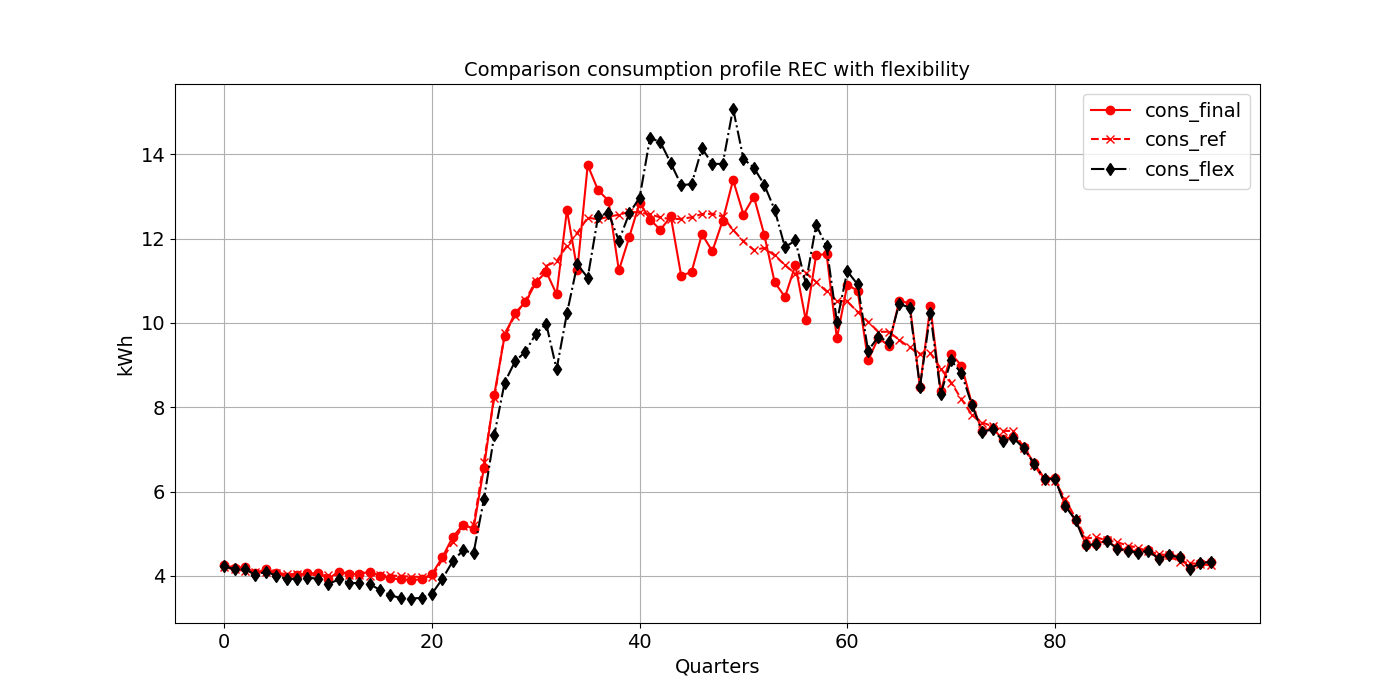 Comparison consumption profile REC with flexibility
cons_final
cons_ref
cons_flex
kWh
14
12
10
8
6
4
0 20 40 60 80
Quarters